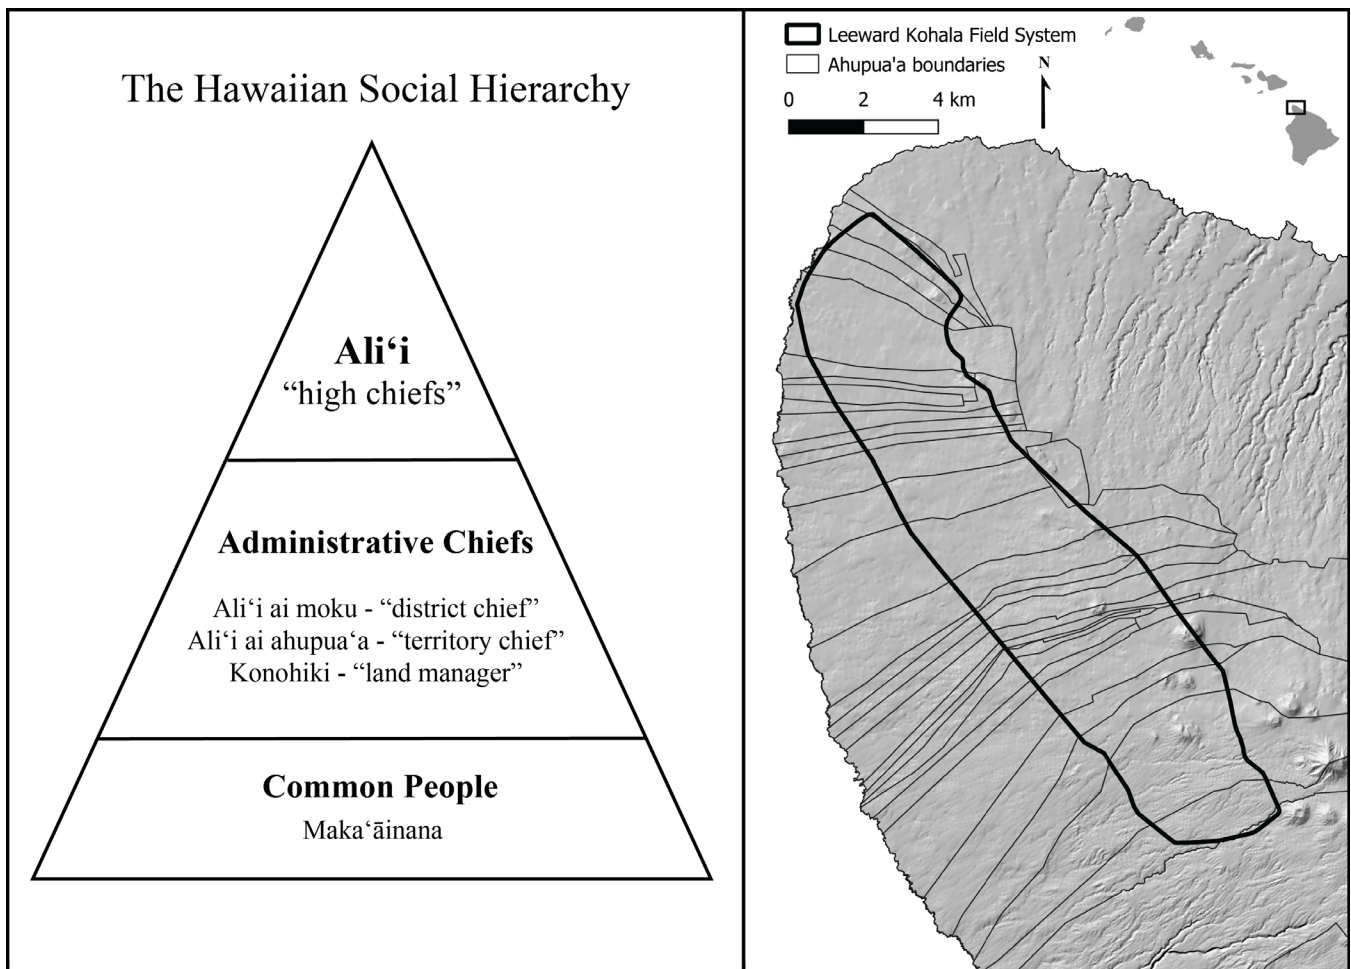 The Hawaiian Social Hierarchy
Ali‘i
“high chiefs”
Administrative Chiefs
Ali‘i ai moku - “district chief”
Ali‘i ai ahupua‘a - “territory chief”
Konohiki - “land manager”
Common People
Maka‘āinana
Leeward Kohala Field System
Ahupua'a boundaries
N
0 2 4 km